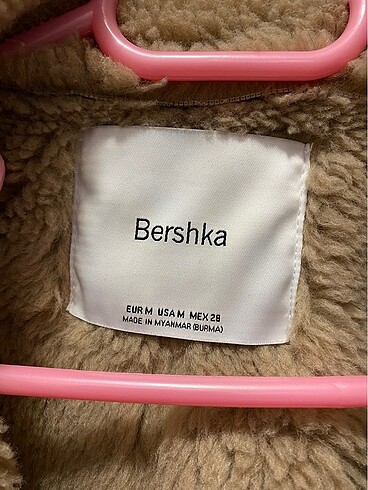 Bershka
EUR M USA M MEX 28
MADE IN MYANMAR (BURMA)